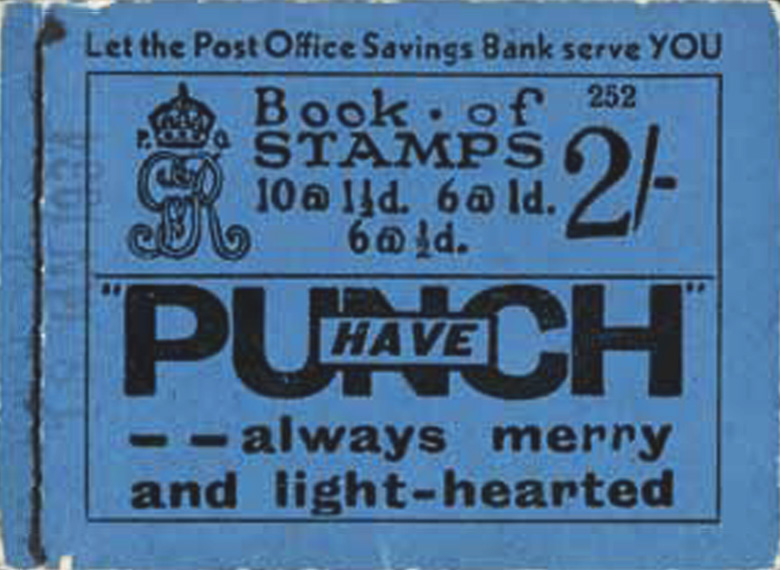 Let the Post Office Savings Bank serve YOU
252
Book · of
STAMPS
2/-
P. O
GR
10@ 1½d. 6@ 1d.
6@ ½d.
"PUNCH"
HAVE
-- always merry
and light-hearted